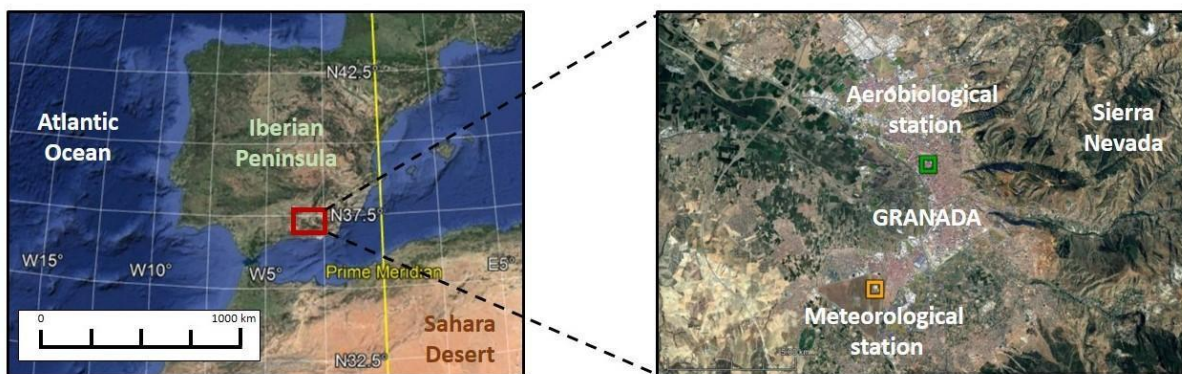 N42.5°
Atlantic
Ocean
Iberian
Peninsula
N37.5°
W15°
W10°
W5°
Prime Meridian
E5°
0
1000 km
Sahara
Desert
N32.5°
Aerobiological
station
Sierra
Nevada
GRANADA
Meteorological
station